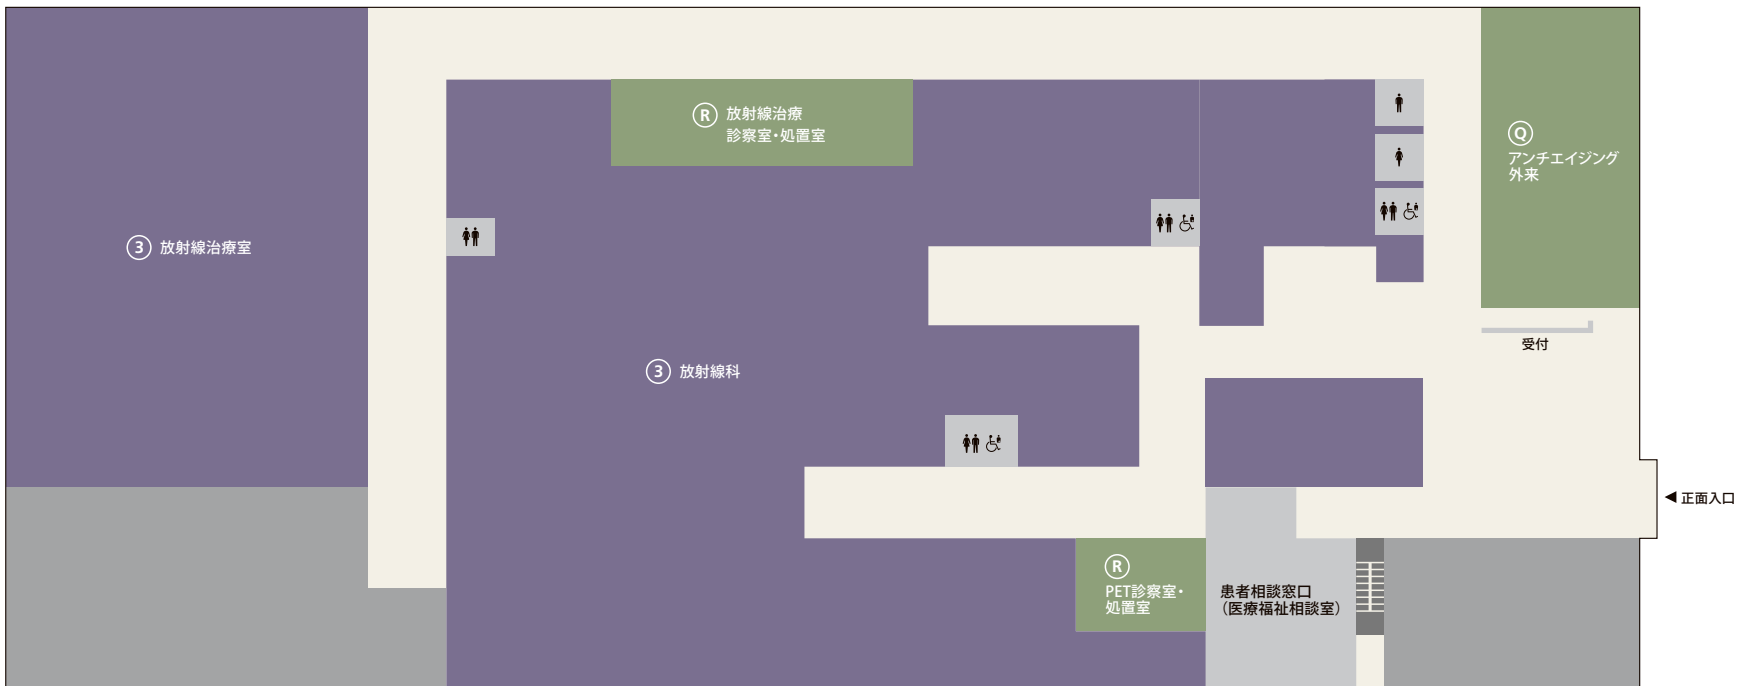 R 放射線治療
診察室・処置室
Q
アンチエイジング
外来
3 放射線治療室
受付
3 放射線科
◀ 正面入口
R
PET診察室・
処置室
患者相談窓口
（医療福祉相談室）